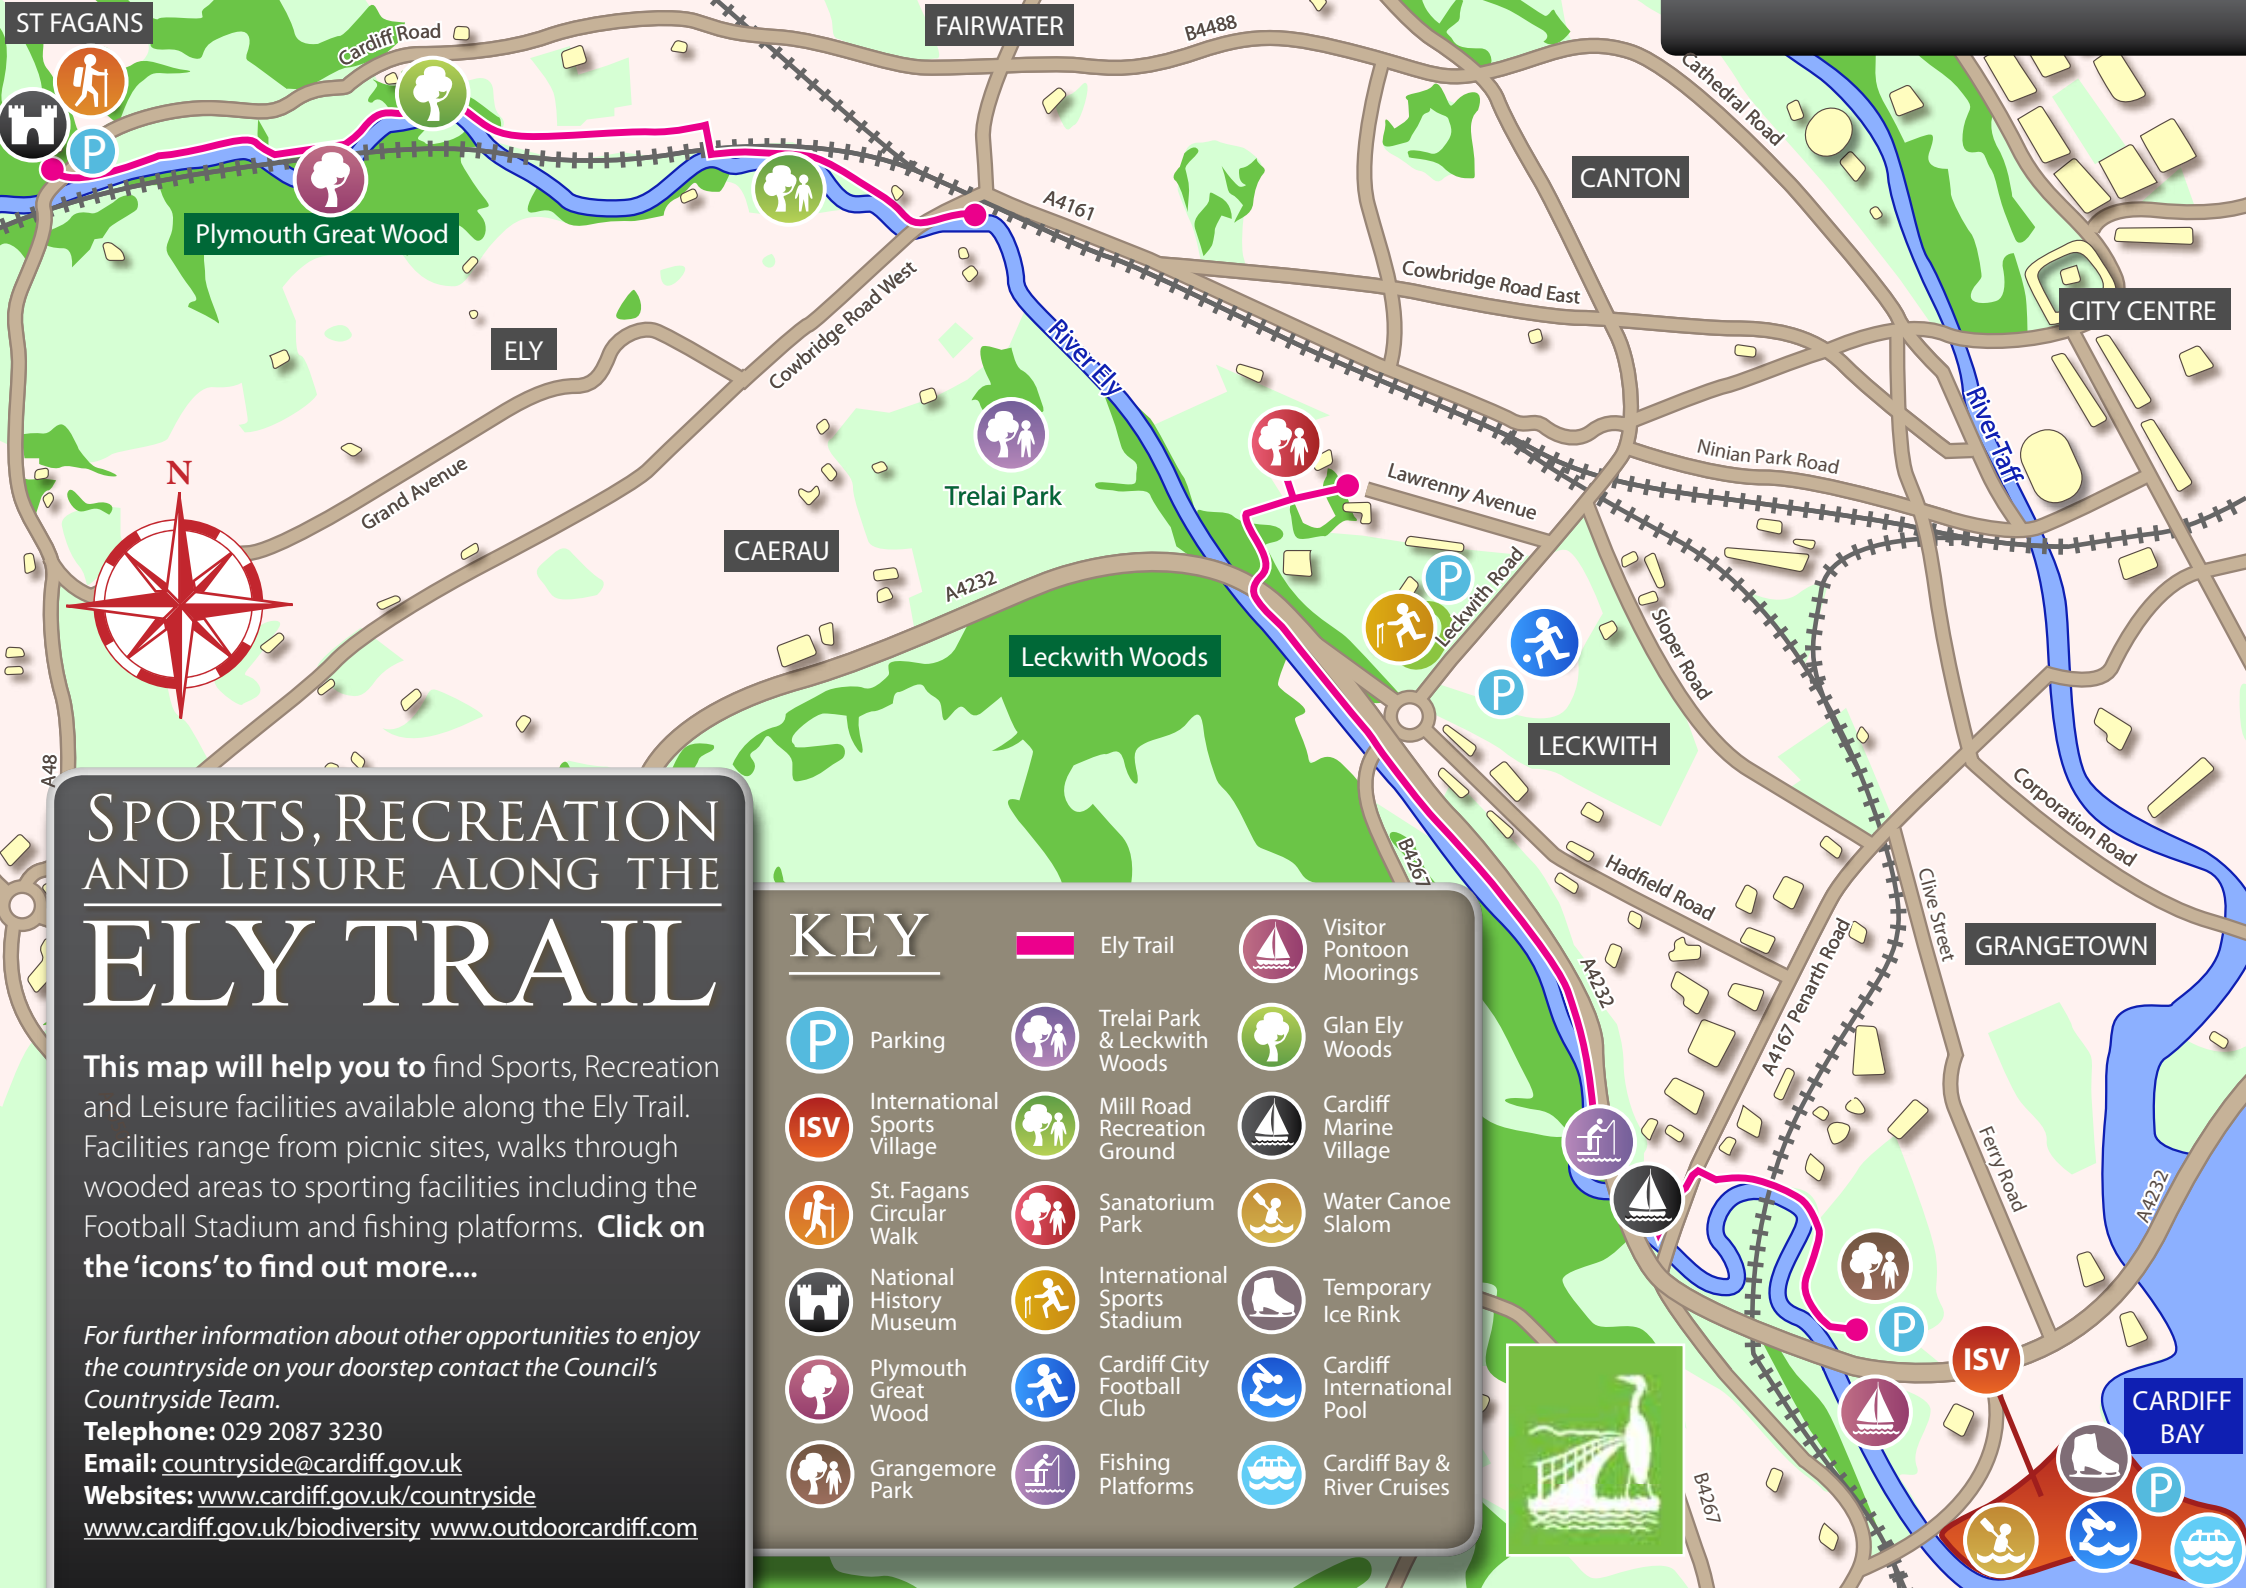 ST FAGANS
Cardiff Road
FAIRWATER
B4488
Cathedral Road
P
Plymouth Great Wood
A4161
CANTON
Cowbridge Road East
CITY CENTRE
ELY
Cowbridge Road West
River Ely
River Taff
N
Grand Avenue
Trelai Park
Lawrenny Avenue
Ninian Park Road
CAERAU
A4232
P
Leckwith Road
Leckwith Woods
Sloper Road
P
LECKWITH
A48
Corporation Road
B4267
Hadfield Road
Clive Street
A4232
A4167 Penarth Road
GRANGETOWN
Ferry Road
A4232
P
ISV
CARDIFF
BAY
P
B4267
SPORTS, RECREATION
AND LEISURE ALONG THE
ELY TRAIL
This map will help you to find Sports, Recreation
and Leisure facilities available along the Ely Trail.
Facilities range from picnic sites, walks through
wooded areas to sporting facilities including the
Football Stadium and fishing platforms. Click on
the ‘icons’ to find out more....
For further information about other opportunities to enjoy
the countryside on your doorstep contact the Council’s
Countryside Team.
Telephone: 029 2087 3230
Email: countryside@cardiff.gov.uk
Websites: www.cardiff.gov.uk/countryside
www.cardiff.gov.uk/biodiversity www.outdoorcardiff.com
KEY
P
Parking
ISV
International
Sports
Village
St. Fagans
Circular
Walk
National
History
Museum
Plymouth
Great
Wood
Grangemore
Park
Ely Trail
Trelai Park
& Leckwith
Woods
Mill Road
Recreation
Ground
Sanatorium
Park
International
Sports
Stadium
Cardiff City
Football
Club
Fishing
Platforms
Visitor
Pontoon
Moorings
Glan Ely
Woods
Cardiff
Marine
Village
Water Canoe
Slalom
Temporary
Ice Rink
Cardiff
International
Pool
Cardiff Bay &
River Cruises